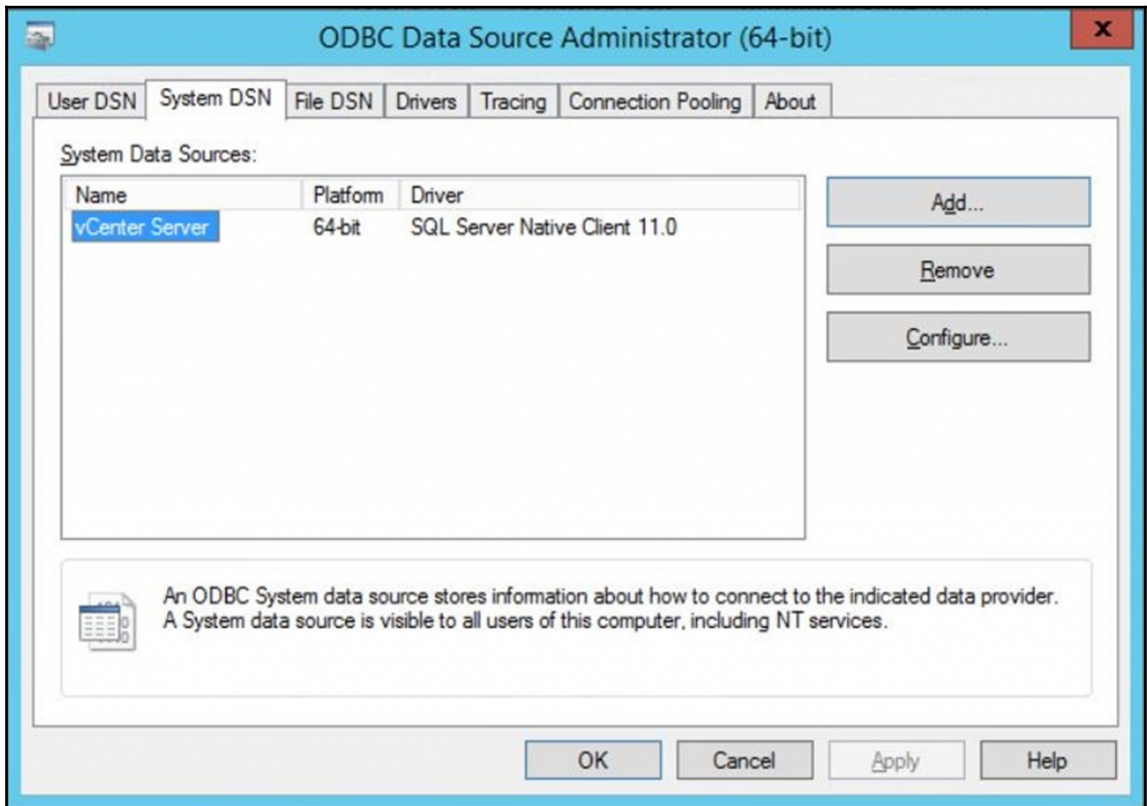 ODBC Data Source Administrator (64-bit)
x
User DSN System DSN File DSN Drivers Tracing Connection Pooling About
System Data Sources:
Name Platform Driver
vCenter Server 64-bit SQL Server Native Client 11.0
Add...
Remove
Configure...
An ODBC System data source stores information about how to connect to the indicated data provider.
A System data source is visible to all users of this computer, including NT services.
OK Cancel Apply Help